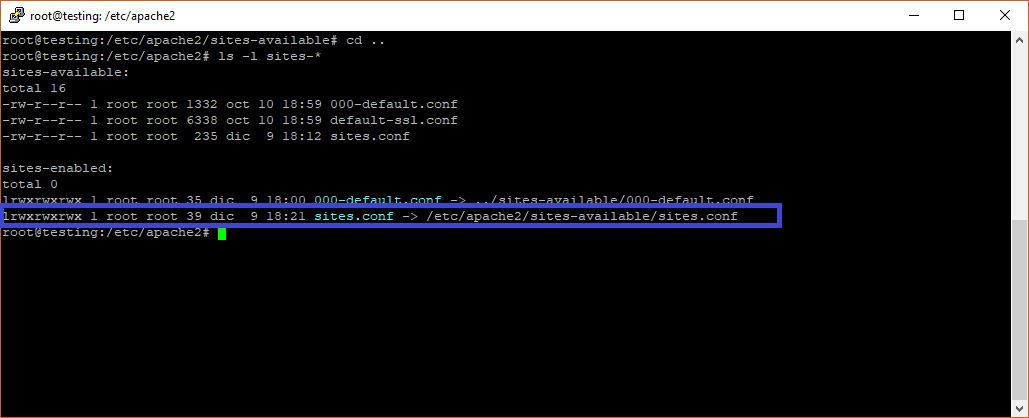 root@testing: /etc/apache2
root@testing:/etc/apache2/sites-available# cd ..
root@testing:/etc/apache2# ls -l sites-*
sites-available:
total 16
-rw-r--r-- 1 root root 1332 oct 10 18:59 000-default.conf
-rw-r--r-- 1 root root 6338 oct 10 18:59 default-ssl.conf
-rw-r--r-- 1 root root  235 dic  9 18:12 sites.conf

sites-enabled:
total 0
lrwxrwxrwx 1 root root 35 dic  9 18:00 000-default.conf -> ../sites-available/000-default.conf
lrwxrwxrwx 1 root root 39 dic  9 18:21 sites.conf -> /etc/apache2/sites-available/sites.conf
root@testing:/etc/apache2#